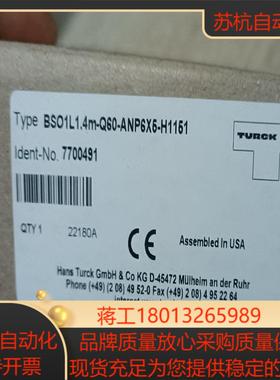 苏杭自动化
Type BSO1L1.4m-Q60-ANP6X6-H1151
TURCK
Ident-No. 7700491
QTY 1 22180A
Assembled in USA
Hans Turck GmbH & Co KG D-45472 Mülheim an der Ruhr
Phone (+49) (2 08) 49 52-0 Fax (+49) (2 08) 4 95 22 64
蒋工18013265989
自动化 品牌质量放心质量优
开票 现货充足为您提供稳定的